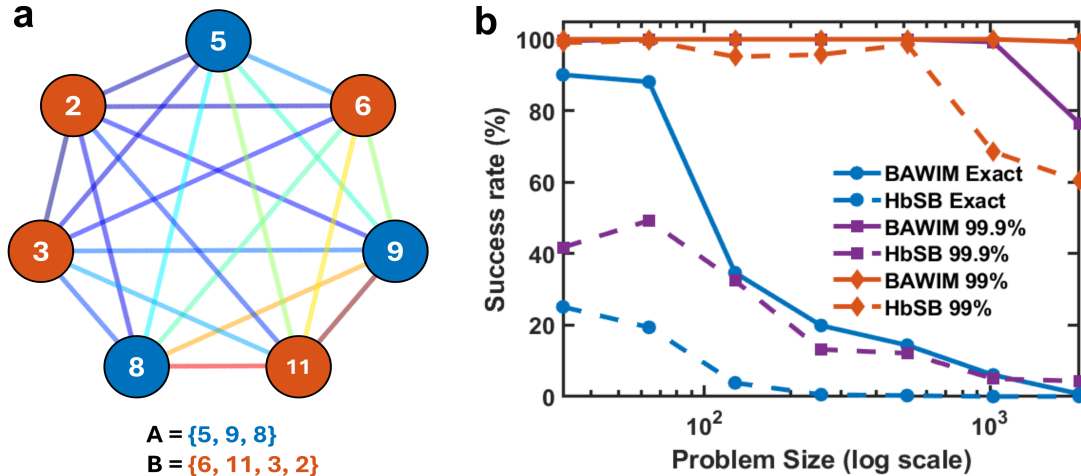 a
5
2
6
3
9
8
11
A = {5, 9, 8}
B = {6, 11, 3, 2}
b
Success rate (%)
100
80
60
40
20
0
BAWIM Exact
HbSB Exact
BAWIM 99.9%
HbSB 99.9%
BAWIM 99%
HbSB 99%
10²
10³
Problem Size (log scale)